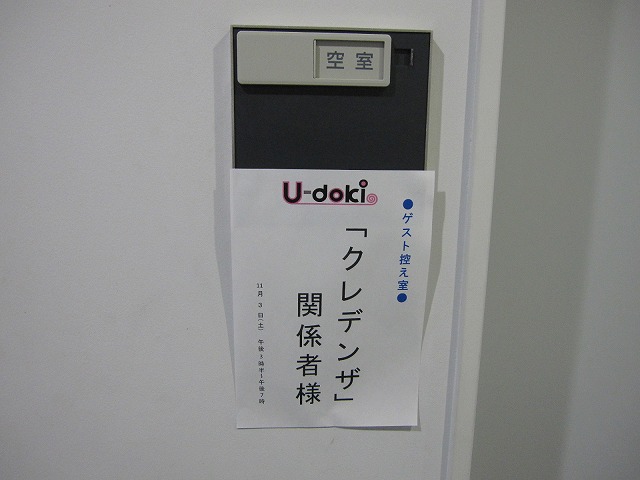 空室
U-doki
●ゲスト控え室●
「クレデンザ」
関係者様
11月3日(土) 午後3時半~午後7時